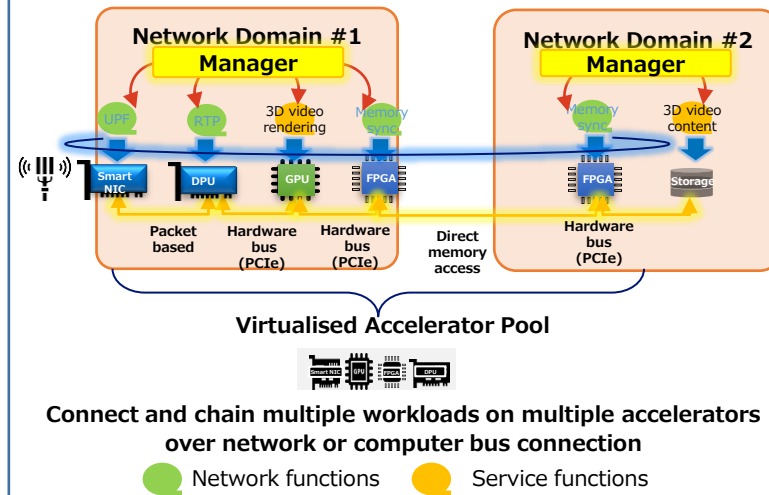 Network Domain #1
Manager
UPF
RTP
3D video
rendering
Memory
sync
Smart
NIC
DPU
GPU
FPGA
Packet
based
Hardware
bus
(PCIe)
Hardware
bus
(PCIe)
Direct
memory
access
Network Domain #2
Manager
Memory
sync
3D video
content
FPGA
Storage
Hardware
bus
(PCIe)
Virtualised Accelerator Pool
Smart NIC
GPU
FPGA
DPU
Connect and chain multiple workloads on multiple accelerators
over network or computer bus connection
Network functions
Service functions